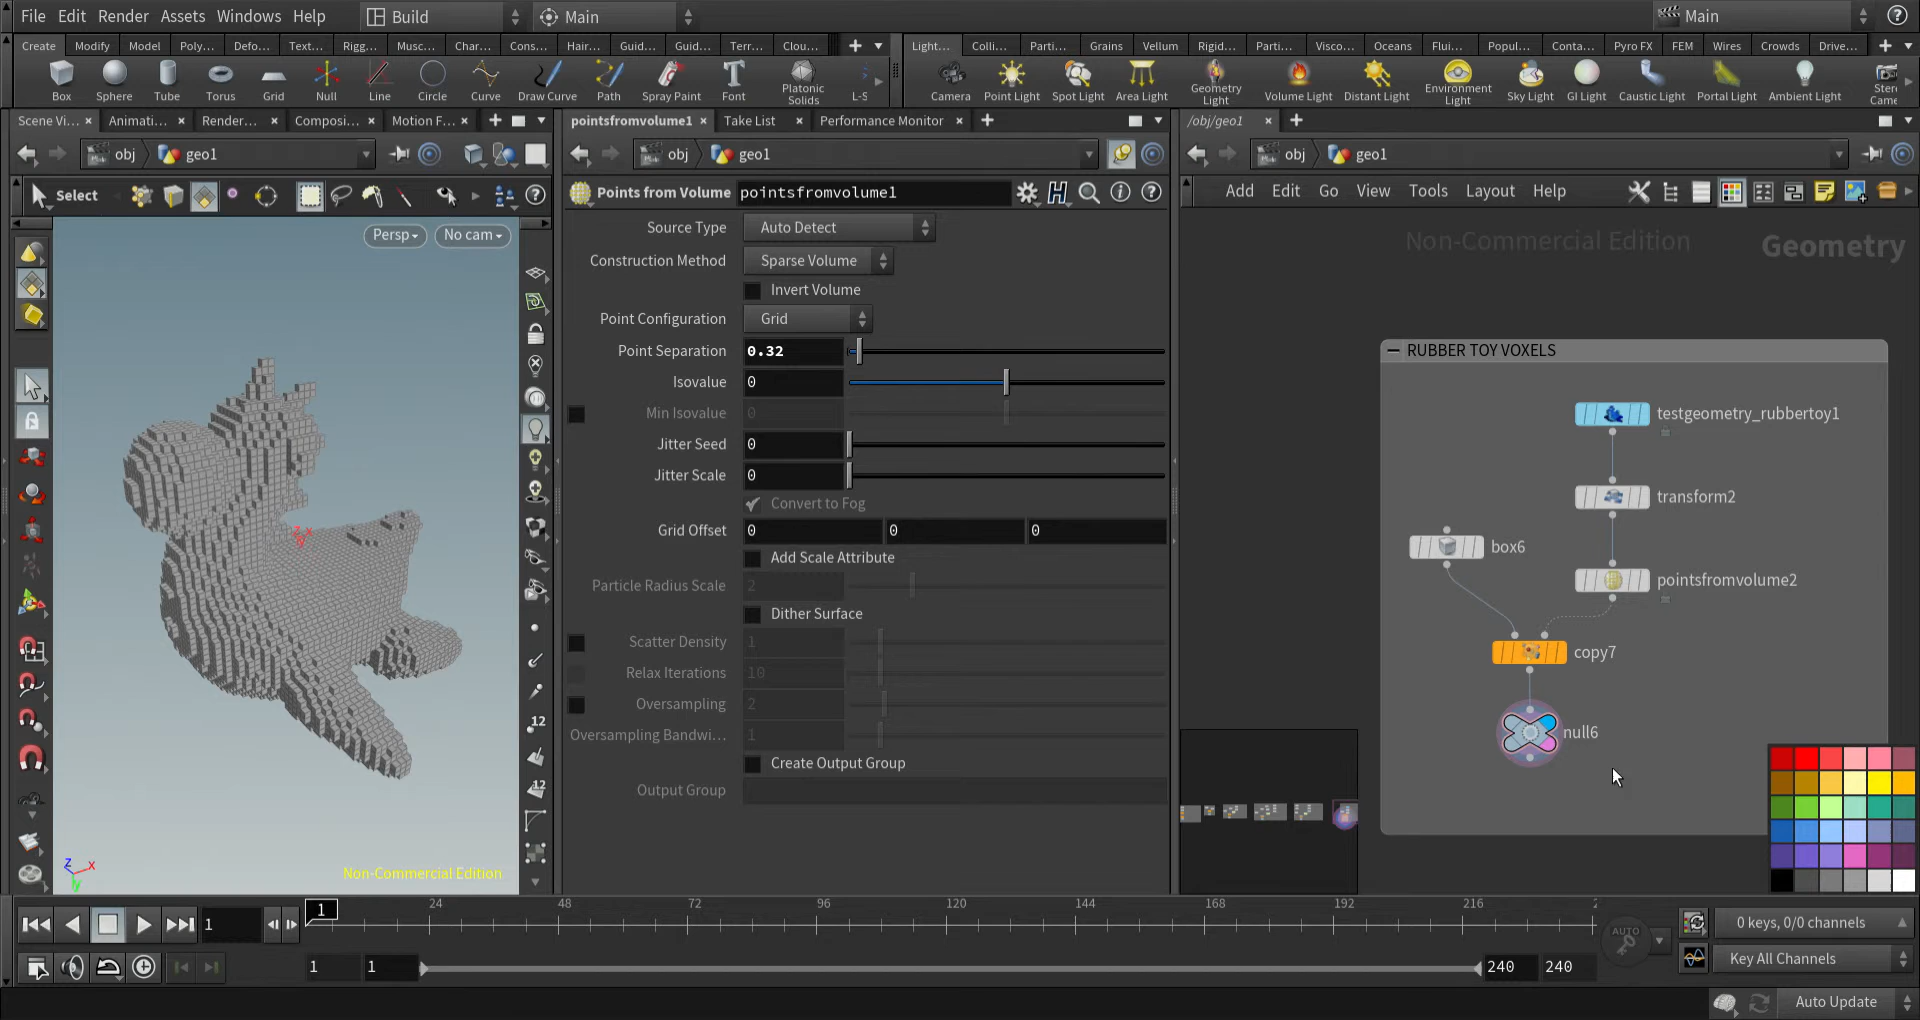 File Edit Render Assets Windows Help Build Main Main
Create Modify Model Poly... Defo... Text... Rigg... Musc... Char... Cons... Hair... Guid... Guid... Terr... Clou... Light... Colli... Parti... Grains Vellum Rigid... Parti... Visco... Oceans Flui... Popul... Conta... Pyro FX FEM Wires Crowds Drive...
Box Sphere Tube Torus Grid Null Line Circle Curve Draw Curve Path Spray Paint Font Platonic Solids L-S Camera Point Light Spot Light Area Light Geometry Light Volume Light Distant Light Environment Light Sky Light GI Light Caustic Light Portal Light Ambient Light Stere Came
Scene Vi... Animati... Render... Composi... Motion F... pointsfromvolume1 Take List Performance Monitor /obj/geo1
obj geo1 obj geo1 obj geo1
Select
Points from Volume pointsfromvolume1
Add Edit Go View Tools Layout Help
Persp No cam
Source Type Auto Detect
Non-Commercial Edition Geometry
Construction Method Sparse Volume
Invert Volume
Point Configuration Grid
Point Separation 0.32
Isovalue 0
Min Isovalue 0
Jitter Seed 0
Jitter Scale 0
Convert to Fog
Grid Offset 0 0 0
Add Scale Attribute
Particle Radius Scale 2
Dither Surface
Scatter Density 1
Relax Iterations 10
Oversampling 2
Oversampling Bandwi... 1
Create Output Group
Output Group
RUBBER TOY VOXELS
testgeometry_rubbertoy1
transform2
box6
pointsfromvolume2
copy7
null6
z x
y
12
12
z x
y
Non-Commercial Edition
1 1 24 48 72 96 120 144 168 192 216 2
AUTO
0 keys, 0/0 channels
1 1 240 240
Key All Channels
Auto Update